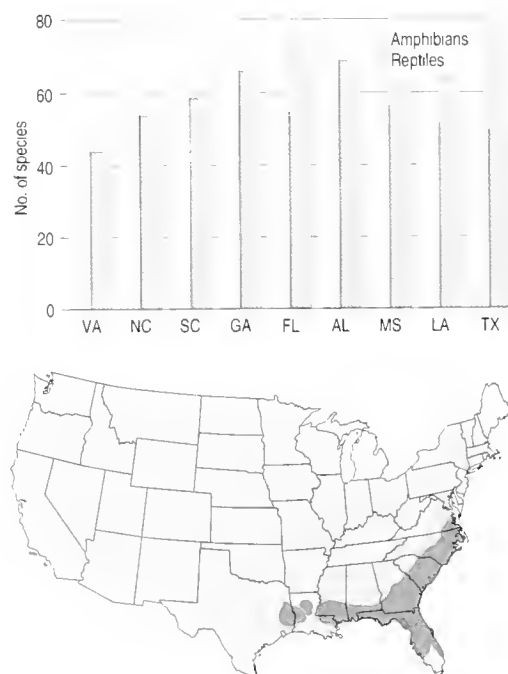 80
Amphibians
Reptiles
60
No. of species
40
20
0
VA NC SC GA FL AL MS LA TX